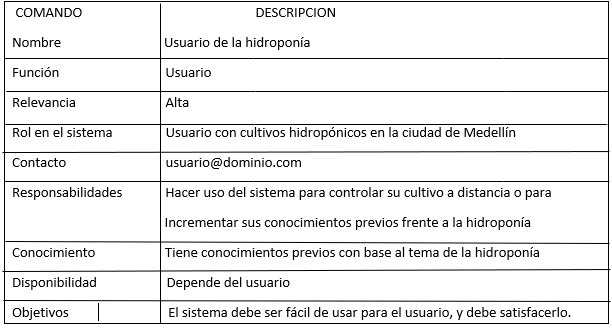 COMANDO DESCRIPCION
Nombre Usuario de la hidroponía
Función Usuario
Relevancia Alta
Rol en el sistema Usuario con cultivos hidropónicos en la ciudad de Medellín
Contacto usuario@dominio.com
Responsabilidades Hacer uso del sistema para controlar su cultivo a distancia o para
Incrementar sus conocimientos previos frente a la hidroponía
Conocimiento Tiene conocimientos previos con base al tema de la hidroponía
Disponibilidad Depende del usuario
Objetivos El sistema debe ser fácil de usar para el usuario, y debe satisfacerlo.